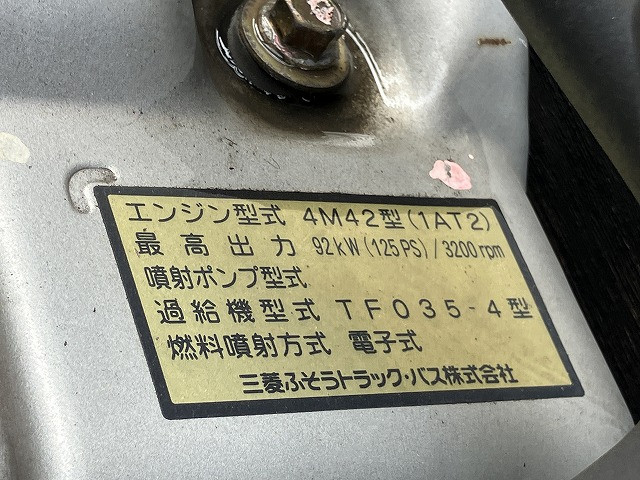 エンジン型式 4M42型(1AT2)
最高出力 92kW(125PS)/3200rpm
噴射ポンプ型式
過給機型式 TF035-4型
燃料噴射方式 電子式
三菱ふそうトラック・バス株式会社